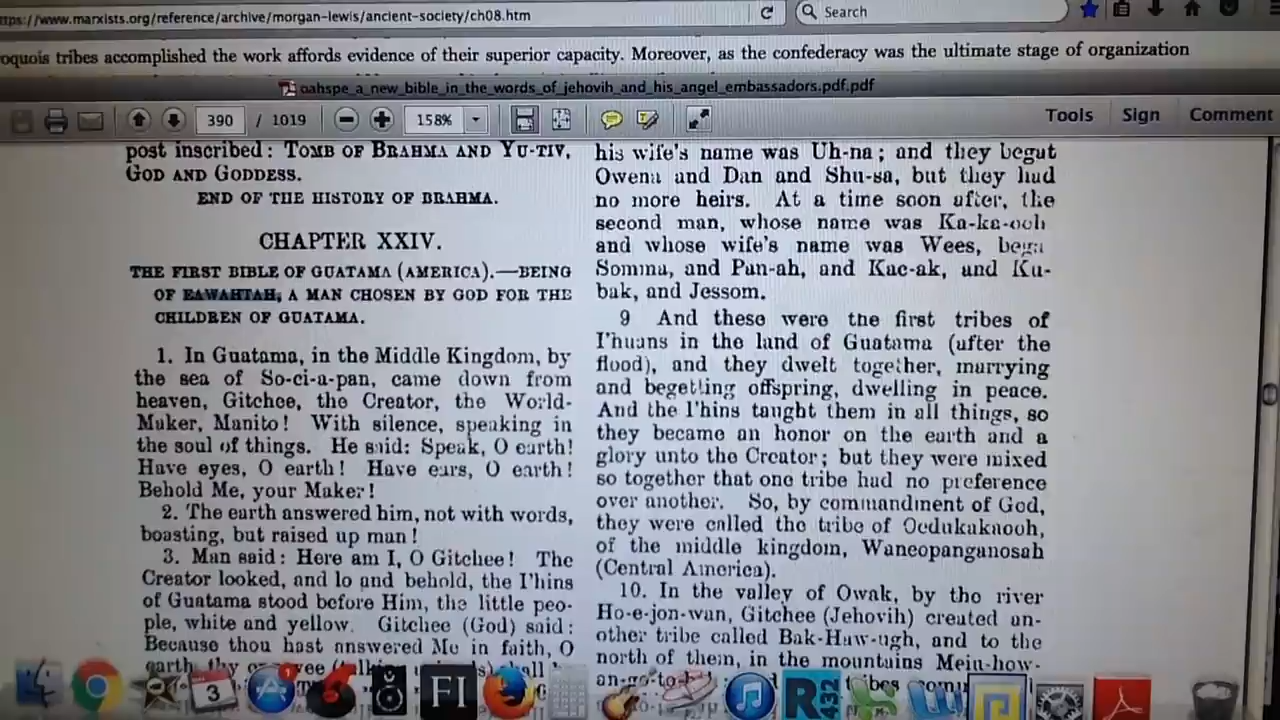 ttps://www.marxists.org/reference/archive/morgan-lewis/ancient-society/ch08.htm
Search
oquois tribes accomplished the work affords evidence of their superior capacity. Moreover, as the confederacy was the ultimate stage of organization
oahspe_a_new_bible_in_the_words_of_jehovih_and_his_angel_embassadors.pdf.pdf
390 / 1019
158%
Tools Sign Comment
post inscribed: TOMB OF BRAHMA AND YU-TIV,
GOD AND GODDESS.
END OF THE HISTORY OF BRAHMA.
CHAPTER XXIV.
THE FIRST BIBLE OF GUATAMA (AMERICA).—BEING
OF EAWAHTAH, A MAN CHOSEN BY GOD FOR THE
CHILDREN OF GUATAMA.
1. In Guatama, in the Middle Kingdom, by
the sea of So-ci-a-pan, came down from
heaven, Gitchee, the Creator, the World-
Maker, Manito! With silence, speaking in
the soul of things. He said: Speak, O earth!
Have eyes, O earth! Have ears, O earth!
Behold Me, your Maker!
2. The earth answered him, not with words,
boasting, but raised up man!
3. Man said: Here am I, O Gitchee! The
Creator looked, and lo and behold, the I'hins
of Guatama stood before Him, the little peo-
ple, white and yellow. Gitchee (God) said:
Because thou hast answered Me in faith, O
earth, thy
his wife's name was Uh-na; and they begut
Owena and Dan and Shu-sa, but they had
no more heirs. At a time soon after, the
second man, whose name was Ka-ka-ooh
and whose wife's name was Wees, bega
Somma, and Pan-ah, and Kac-ak, and Ku-
bak, and Jessom.
9 And these were the first tribes of
I'huans in the land of Guatama (after the
flood), and they dwelt together, marrying
and begetting offspring, dwelling in peace.
And the I'hins taught them in all things, so
they became an honor on the earth and a
glory unto the Creator; but they were mixed
so together that one tribe had no preference
over another. So, by commandment of God,
they were called the tribe of Oedukaknooh,
of the middle kingdom, Waneopanganosah
(Central America).
10. In the valley of Owak, by the river
Ho-e-jon-wan, Gitchee (Jehovih) created an-
other tribe called Bak-Haw-ugh, and to the
north of them, in the mountains Mein-how-
an-go-to-b
tribes
3
1
FI
R
432